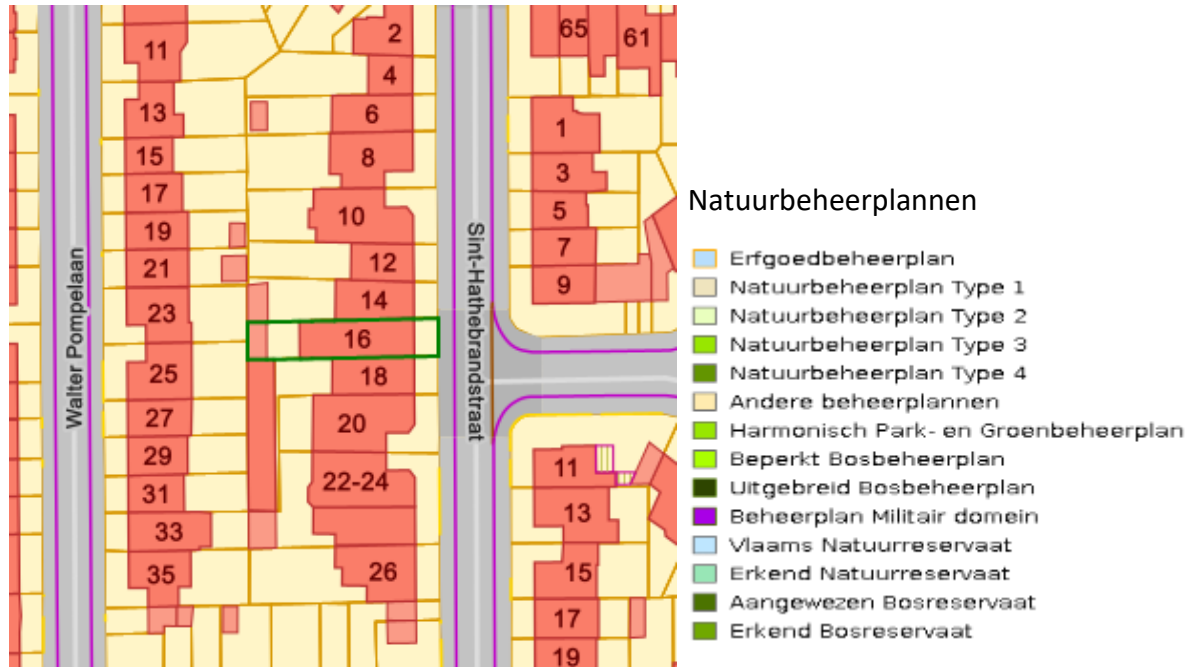 11
13
15
17
19
21
23
25
27
29
31
33
35
Walter Pompelaan
2
4
6
8
10
12
14
16
18
20
22-24
26
Sint-Hathebrandstraat
65
61
1
3
5
7
9
11
13
15
17
19
Natuurbeheerplannen
Erfgoedbeheerplan
Natuurbeheerplan Type 1
Natuurbeheerplan Type 2
Natuurbeheerplan Type 3
Natuurbeheerplan Type 4
Andere beheerplannen
Harmonisch Park- en Groenbeheerplan
Beperkt Bosbeheerplan
Uitgebreid Bosbeheerplan
Beheerplan Militair domein
Vlaams Natuurreservaat
Erkend Natuurreservaat
Aangewezen Bosreservaat
Erkend Bosreservaat